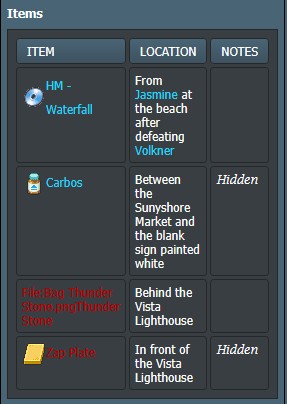 Items
ITEM
LOCATION
NOTES
HM -
Waterfall
From
Jasmine at
the beach
after
defeating
Volkner
Carbos
Between
the
Sunyshore
Market and
the blank
sign painted
white
Hidden
File:Bag Thunder
Stone.pngThunder
Stone
Behind the
Vista
Lighthouse
Zap Plate
In front of
the Vista
Lighthouse
Hidden